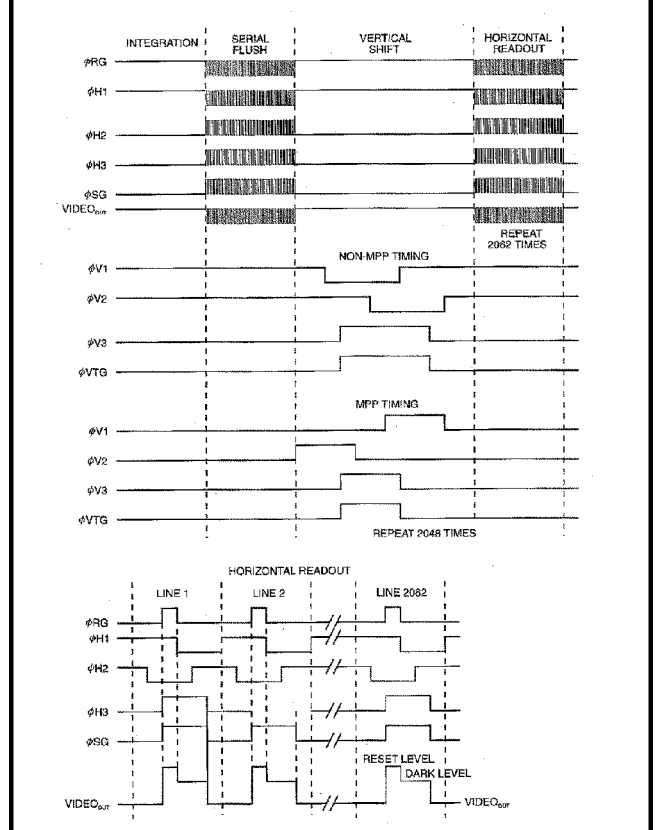 INTEGRATION SERIAL FLUSH VERTICAL SHIFT HORIZONTAL READOUT
φRG
φH1
φH2
φH3
φSG
VIDEOOUT
REPEAT
2062 TIMES
NON-MPP TIMING
φV1
φV2
φV3
φVTG
MPP TIMING
φV1
φV2
φV3
φVTG
REPEAT 2048 TIMES
HORIZONTAL READOUT
LINE 1 LINE 2 LINE 2062
φRG
φH1
φH2
φH3
φSG
RESET LEVEL
DARK LEVEL
VIDEOOUT VIDEOOUT